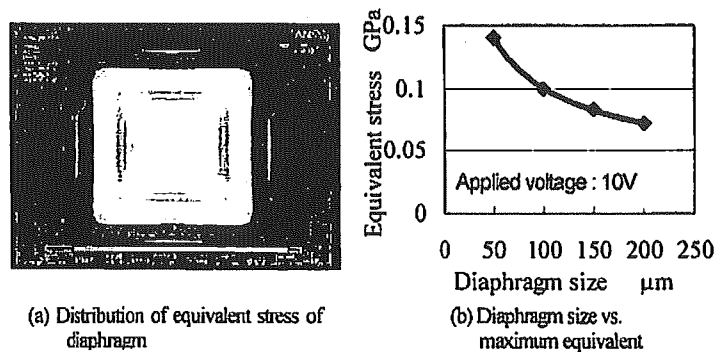 Equivalent stress GPa
0.15
0.1
0.05
0
Applied voltage : 10V
0 50 100 150 200 250
Diaphragm size μm
(a) Distribution of equivalent stress of
diaphragm
(b) Diaphragm size vs.
maximum equivalent